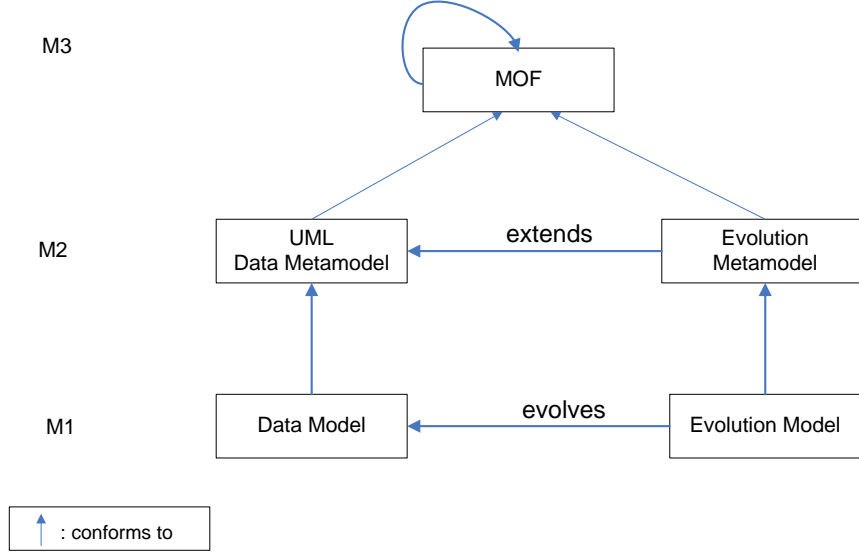 M3
MOF
M2
UML
Data Metamodel
extends
Evolution
Metamodel
M1
Data Model
evolves
Evolution Model
: conforms to